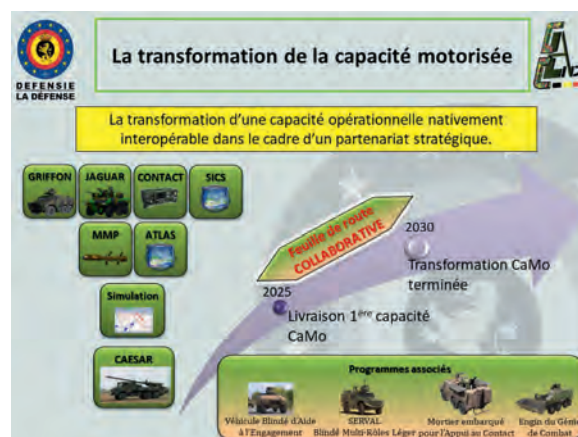 DEFENSIE
LA DÉFENSE
La transformation de la capacité motorisée
La transformation d'une capacité opérationnelle nativement
interopérable dans le cadre d'un partenariat stratégique.
GRIFFON
JAGUAR
CONTACT
SICS
MMP
ATLAS
Simulation
CAESAR
Feuille de route
COLLABORATIVE
2025
Livraison 1ère capacité
CaMo
2030
Transformation CaMo
terminée
Programmes associés
Véhicule Blindé d'Aide
à l'Engagement
SERVAL
Blindé Multi-Rôles Léger
Mortier embarqué
pour l'Appui au Contact
Engin du Génie
de Combat